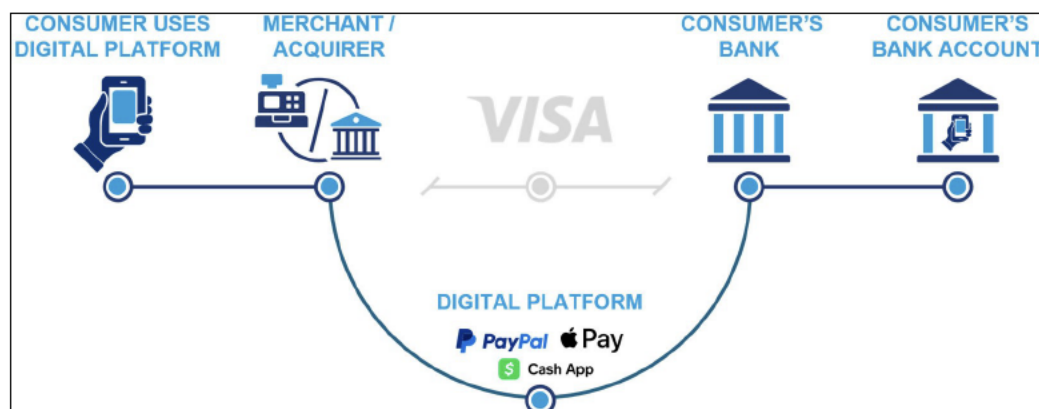 CONSUMER USES
DIGITAL PLATFORM
MERCHANT /
ACQUIRER
VISA
CONSUMER'S
BANK
CONSUMER'S
BANK ACCOUNT
DIGITAL PLATFORM
PayPal
Pay
$ Cash App